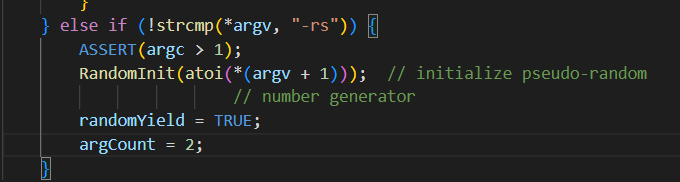 }
} else if (!strcmp(*argv, "-rs")) {
ASSERT(argc > 1);
RandomInit(atoi(*(argv + 1))); // initialize pseudo-random
// number generator
randomYield = TRUE;
argCount = 2;
}